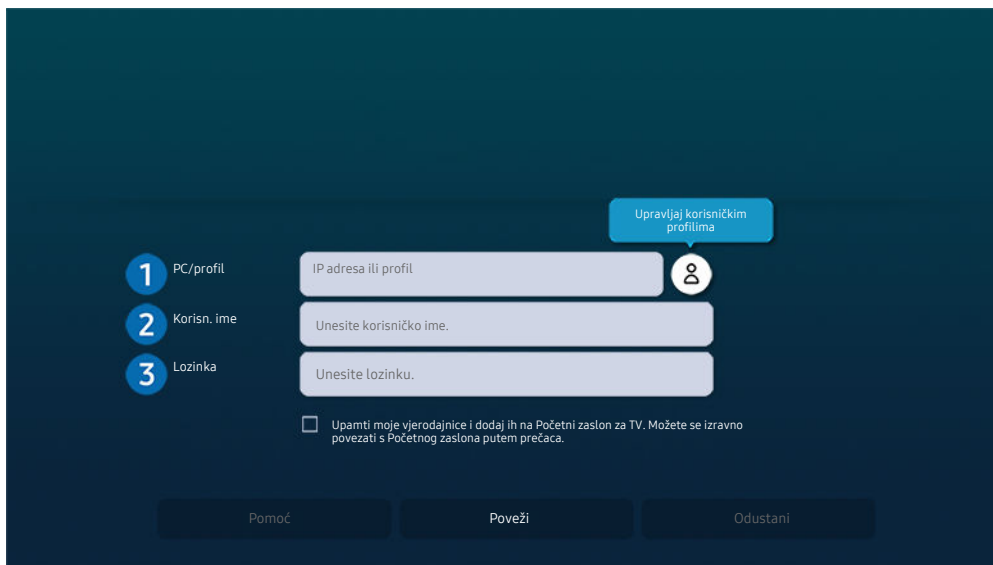 Upravljaj korisničkim
profilima
1 PC/profil IP adresa ili profil
2 Korisn. ime Unesite korisničko ime.
3 Lozinka Unesite lozinku.
Upamti moje vjerodajnice i dodaj ih na Početni zaslon za TV. Možete se izravno
povezati s Početnog zaslona putem prečaca.
Pomoć Poveži Odustani